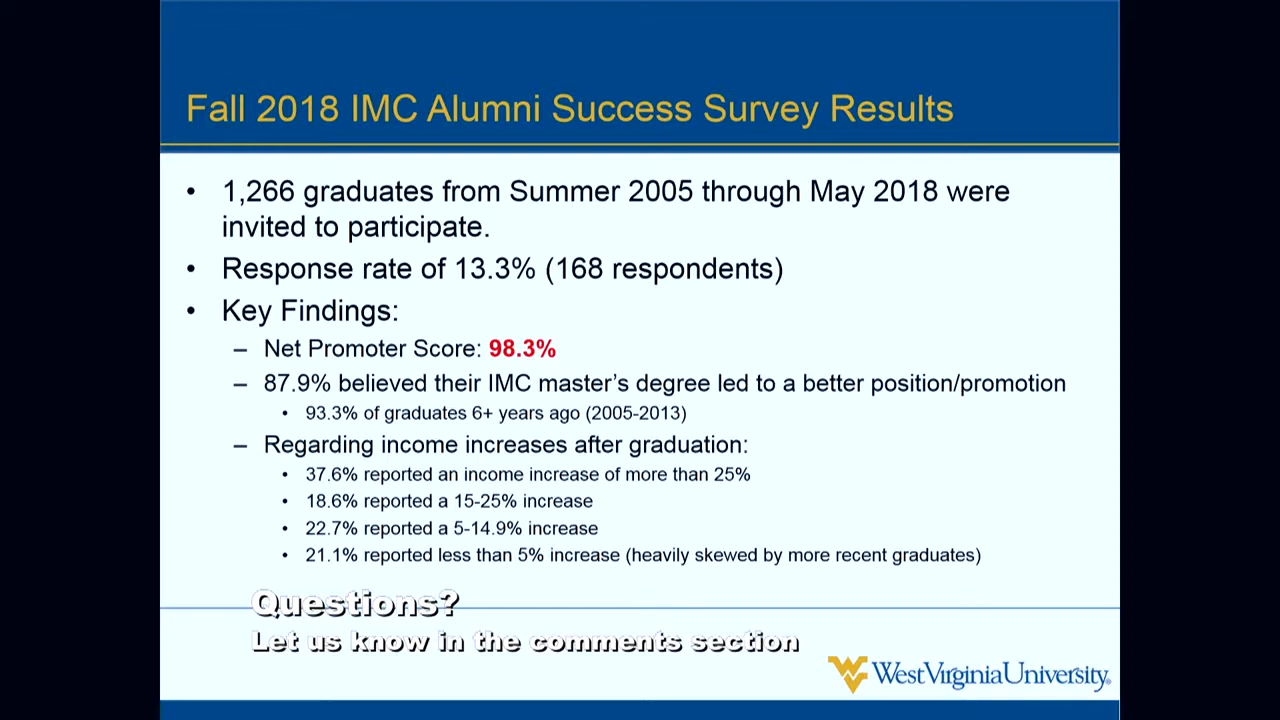 Fall 2018 IMC Alumni Success Survey Results
• 1,266 graduates from Summer 2005 through May 2018 were
invited to participate.
• Response rate of 13.3% (168 respondents)
• Key Findings:
– Net Promoter Score: 98.3%
– 87.9% believed their IMC master’s degree led to a better position/promotion
• 93.3% of graduates 6+ years ago (2005-2013)
– Regarding income increases after graduation:
• 37.6% reported an income increase of more than 25%
• 18.6% reported a 15-25% increase
• 22.7% reported a 5-14.9% increase
• 21.1% reported less than 5% increase (heavily skewed by more recent graduates)
Questions?
Let us know in the comments section
WestVirginiaUniversity®